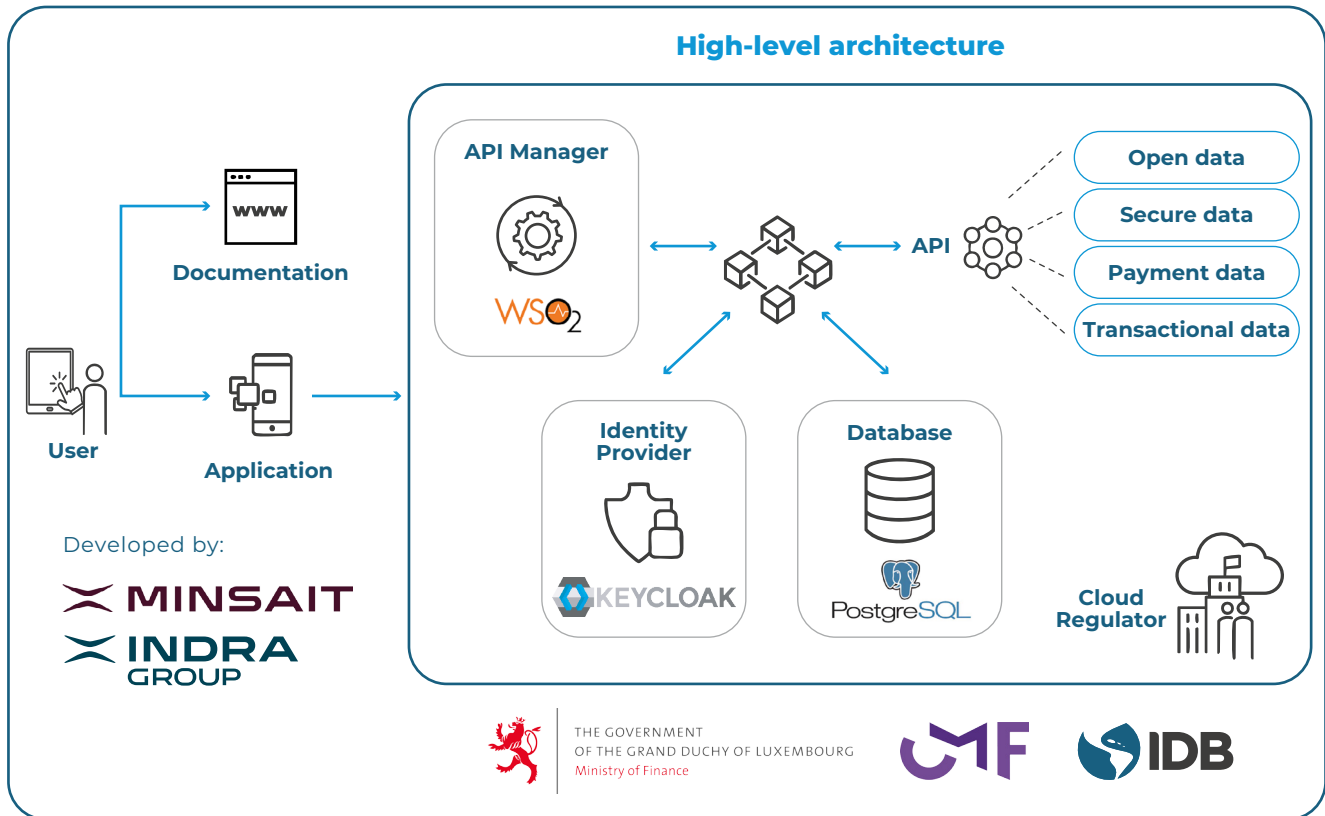 High-level architecture
API Manager
WSO2
www
Documentation
User
Application
API
Open data
Secure data
Payment data
Transactional data
Identity
Provider
KEYCLOAK
Database
PostgreSQL
Cloud
Regulator
Developed by:
MINSAIT
INDRA
GROUP
THE GOVERNMENT
OF THE GRAND DUCHY OF LUXEMBOURG
Ministry of Finance
CMF
IDB